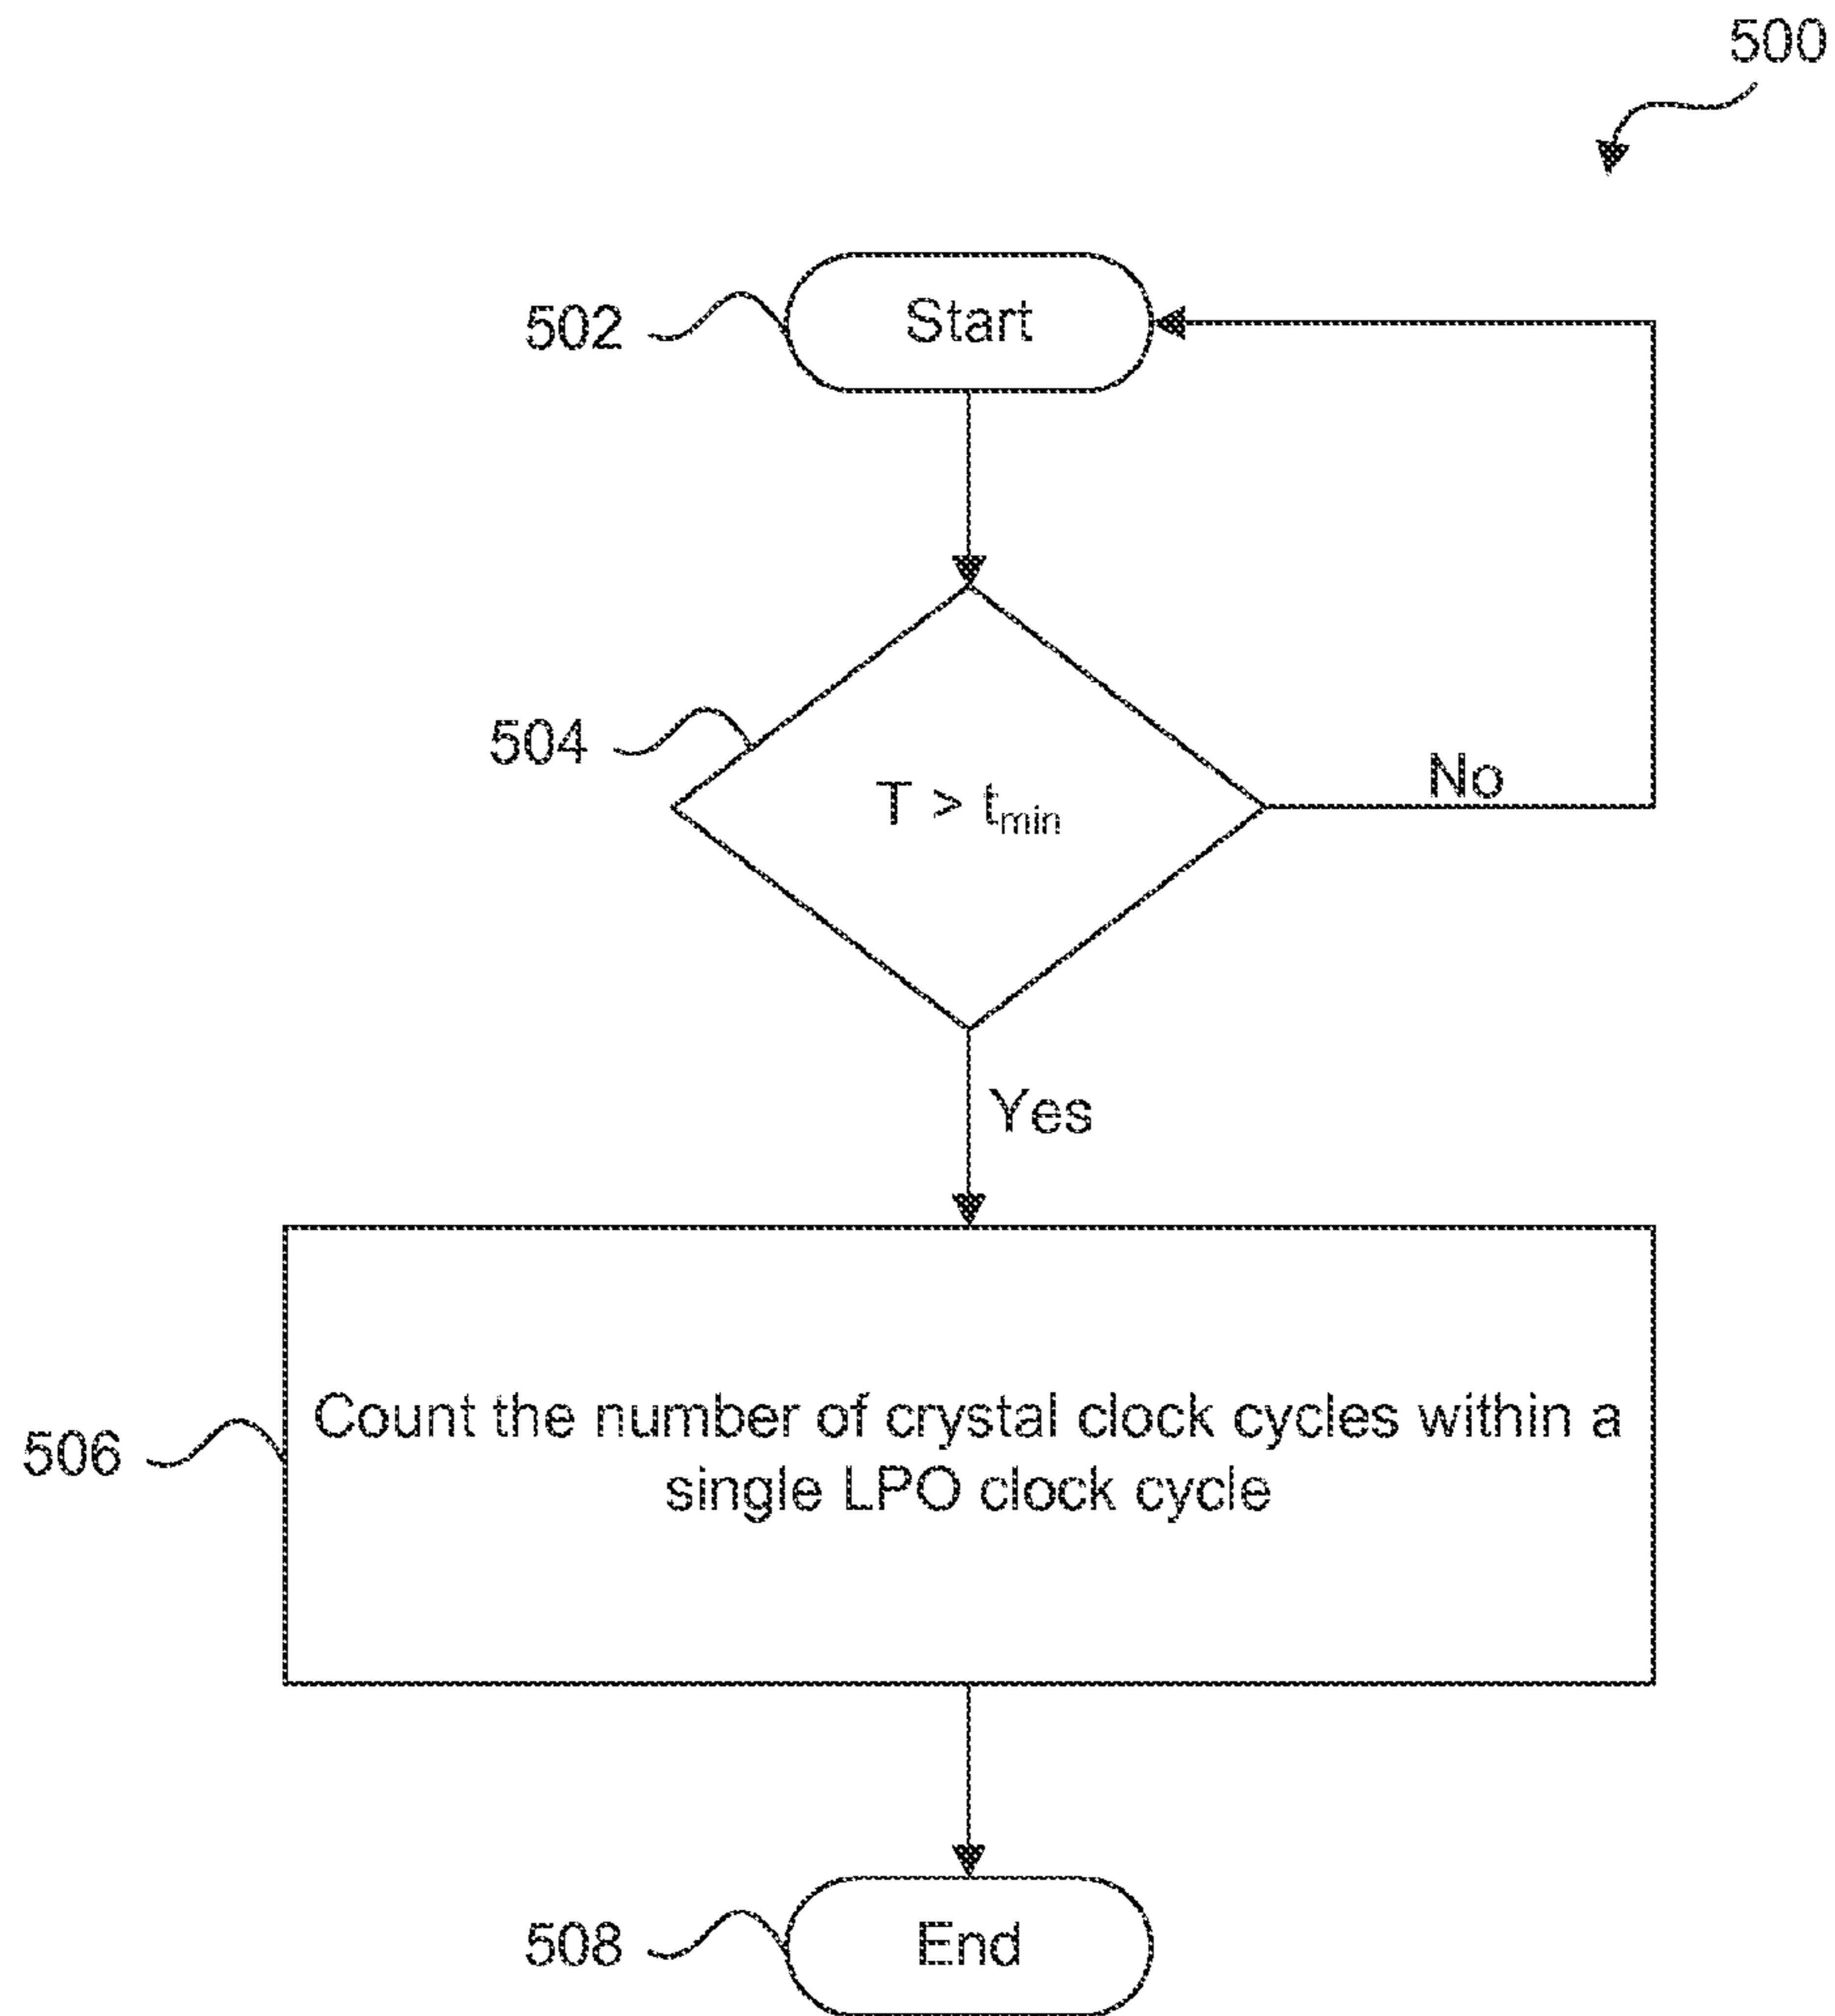 500
502
Start
504
T > tmin
No
Yes
506
Count the number of crystal clock cycles within a
single LPO clock cycle
508
End